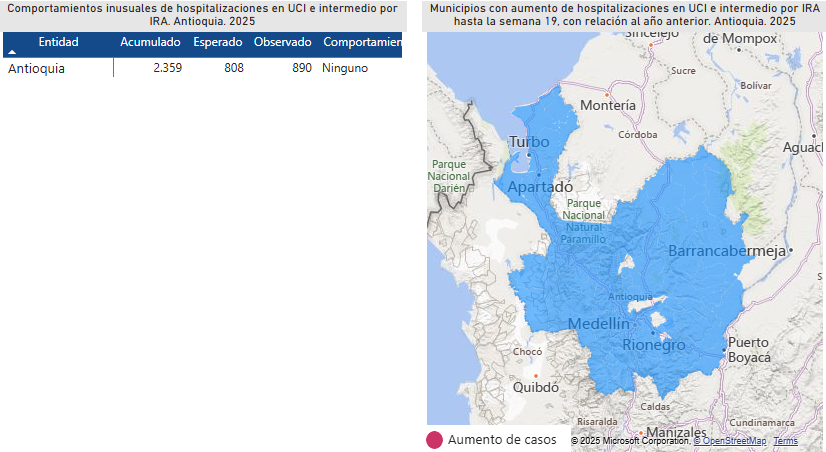 Comportamientos inusuales de hospitalizaciones en UCI e intermedio por
IRA. Antioquia. 2025
Entidad Acumulado Esperado Observado Comportamien
Antioquia 2.359 808 890 Ninguno
Municipios con aumento de hospitalizaciones en UCI e intermedio por IRA
hasta la semana 19, con relación al año anterior. Antioquia. 2025
Sincelejo
de Mompox
Sucre
Bolívar
Montería
Córdoba
Turbo
Aguach
Parque
Nacional
Darién
Apartadó
Parque
Nacional
Natural
Paramillo
Barrancabermeja
Antioquia
Medellín
Rionegro
Puerto
Boyacá
Chocó
Quibdó
Caldas
Risaralda
Cundinamarca
Manizales
Aumento de casos
© 2025 Microsoft Corporation, © OpenStreetMap Terms